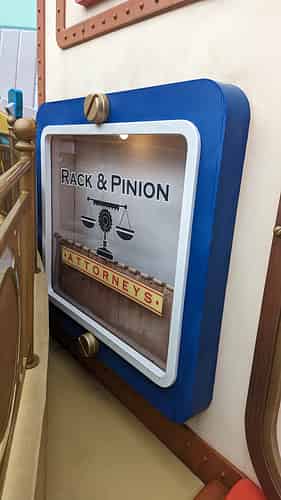 RACK & PINION
• ATTORNEYS •